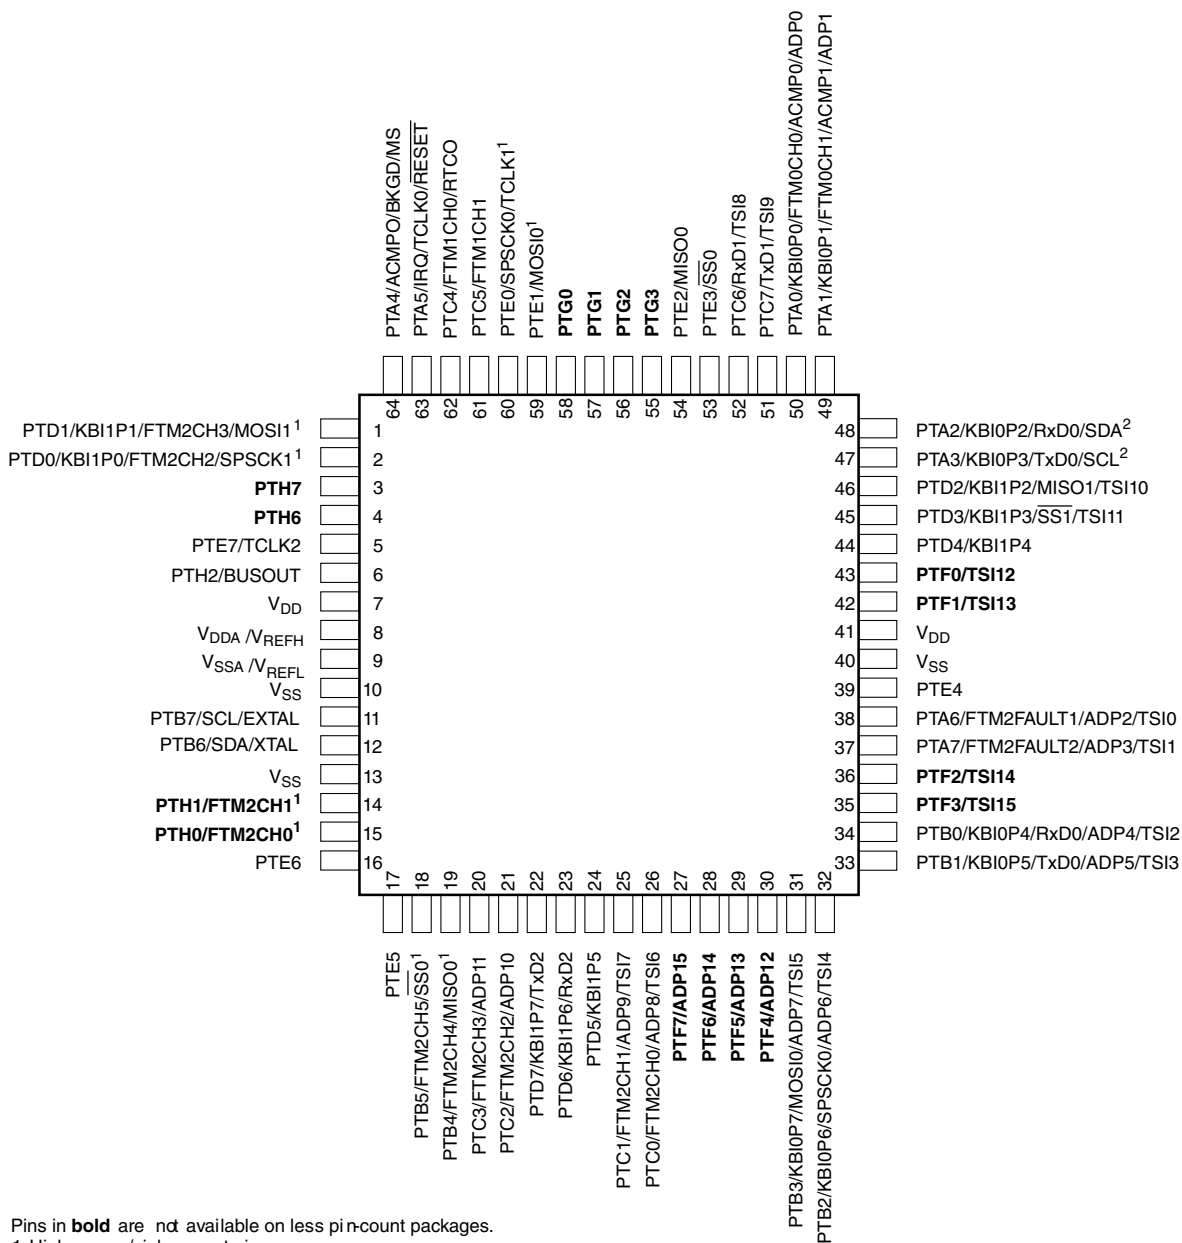 PTA4/ACMPO/BKGD/MS
PTA5/IRQ/TCLK0/RESET
PTC4/FTM1CH0/RTCO
PTC5/FTM1CH1
PTE0/SPSCK0/TCLK1¹
PTE1/MOSI0¹
PTG0
PTG1
PTG2
PTG3
PTE2/MISO0
PTE3/SS0
PTC6/RxD1/TSI8
PTC7/TxD1/TSI9
PTA0/KBI0P0/FTM0CH0/ACMP0/ADP0
PTA1/KBI0P1/FTM0CH1/ACMP1/ADP1
64 63 62 61 60 59 58 57 56 55 54 53 52 51 50 49
PTD1/KBI1P1/FTM2CH3/MOSI1¹ 1
PTD0/KBI1P0/FTM2CH2/SPSCK1¹ 2
PTH7 3
PTH6 4
PTE7/TCLK2 5
PTH2/BUSOUT 6
VDD 7
VDDA /VREFH 8
VSSA /VREFL 9
VSS 10
PTB7/SCL/EXTAL 11
PTB6/SDA/XTAL 12
VSS 13
PTH1/FTM2CH1¹ 14
PTH0/FTM2CH0¹ 15
PTE6 16
48 PTA2/KBI0P2/RxD0/SDA²
47 PTA3/KBI0P3/TxD0/SCL²
46 PTD2/KBI1P2/MISO1/TSI10
45 PTD3/KBI1P3/SS1/TSI11
44 PTD4/KBI1P4
43 PTF0/TSI12
42 PTF1/TSI13
41 VDD
40 VSS
39 PTE4
38 PTA6/FTM2FAULT1/ADP2/TSI0
37 PTA7/FTM2FAULT2/ADP3/TSI1
36 PTF2/TSI14
35 PTF3/TSI15
34 PTB0/KBI0P4/RxD0/ADP4/TSI2
33 PTB1/KBI0P5/TxD0/ADP5/TSI3
17 18 19 20 21 22 23 24 25 26 27 28 29 30 31 32
PTE5
PTB5/FTM2CH5/SS0¹
PTB4/FTM2CH4/MISO0¹
PTC3/FTM2CH3/ADP11
PTC2/FTM2CH2/ADP10
PTD7/KBI1P7/TxD2
PTD6/KBI1P6/RxD2
PTD5/KBI1P5
PTC1/FTM2CH1/ADP9/TSI7
PTC0/FTM2CH0/ADP8/TSI6
PTF7/ADP15
PTF6/ADP14
PTF5/ADP13
PTF4/ADP12
PTB3/KBI0P7/MOSI0/ADP7/TSI5
PTB2/KBI0P6/SPSCK0/ADP6/TSI4
Pins in bold are not available on less pin-count packages.